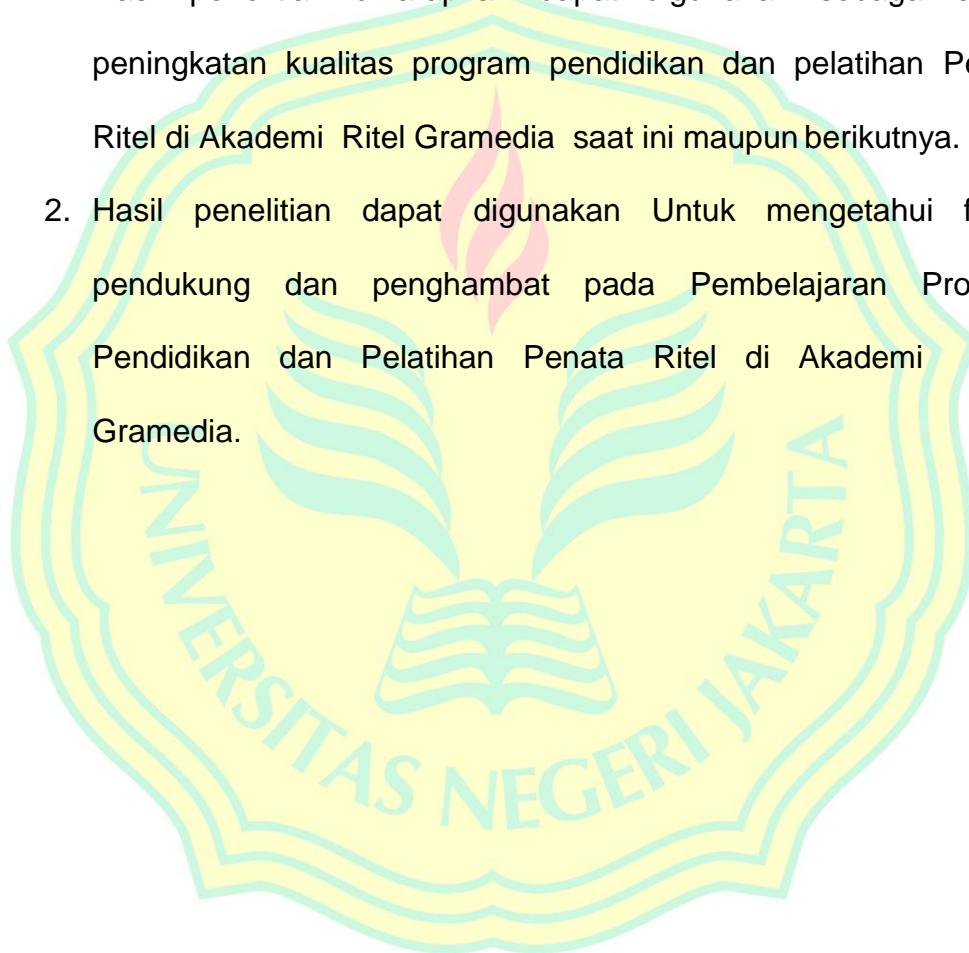 peningkatan kualitas program pendidikan dan pelatihan
Ritel di Akademi Ritel Gramedia saat ini maupun berikutnya.
2. Hasil penelitian dapat digunakan Untuk mengetahui
pendukung dan penghambat pada Pembelajaran
Pendidikan dan Pelatihan Penata Ritel di Akademi
Gramedia.
UNIVERSITAS NEGERI JAKARTA